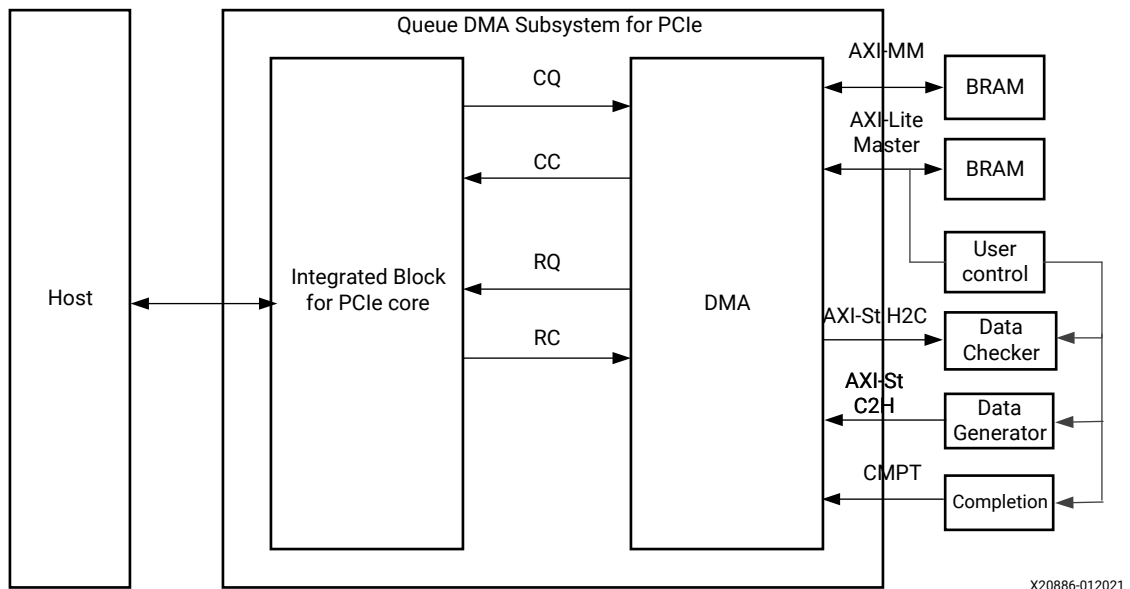 Queue DMA Subsystem for PCIe
Host
Integrated Block
for PCIe core
CQ
CC
RQ
RC
DMA
AXI-MM
BRAM
AXI-Lite
Master
BRAM
User
control
AXI-St H2C
Data
Checker
AXI-St
C2H
Data
Generator
CMPT
Completion
X20886-012021